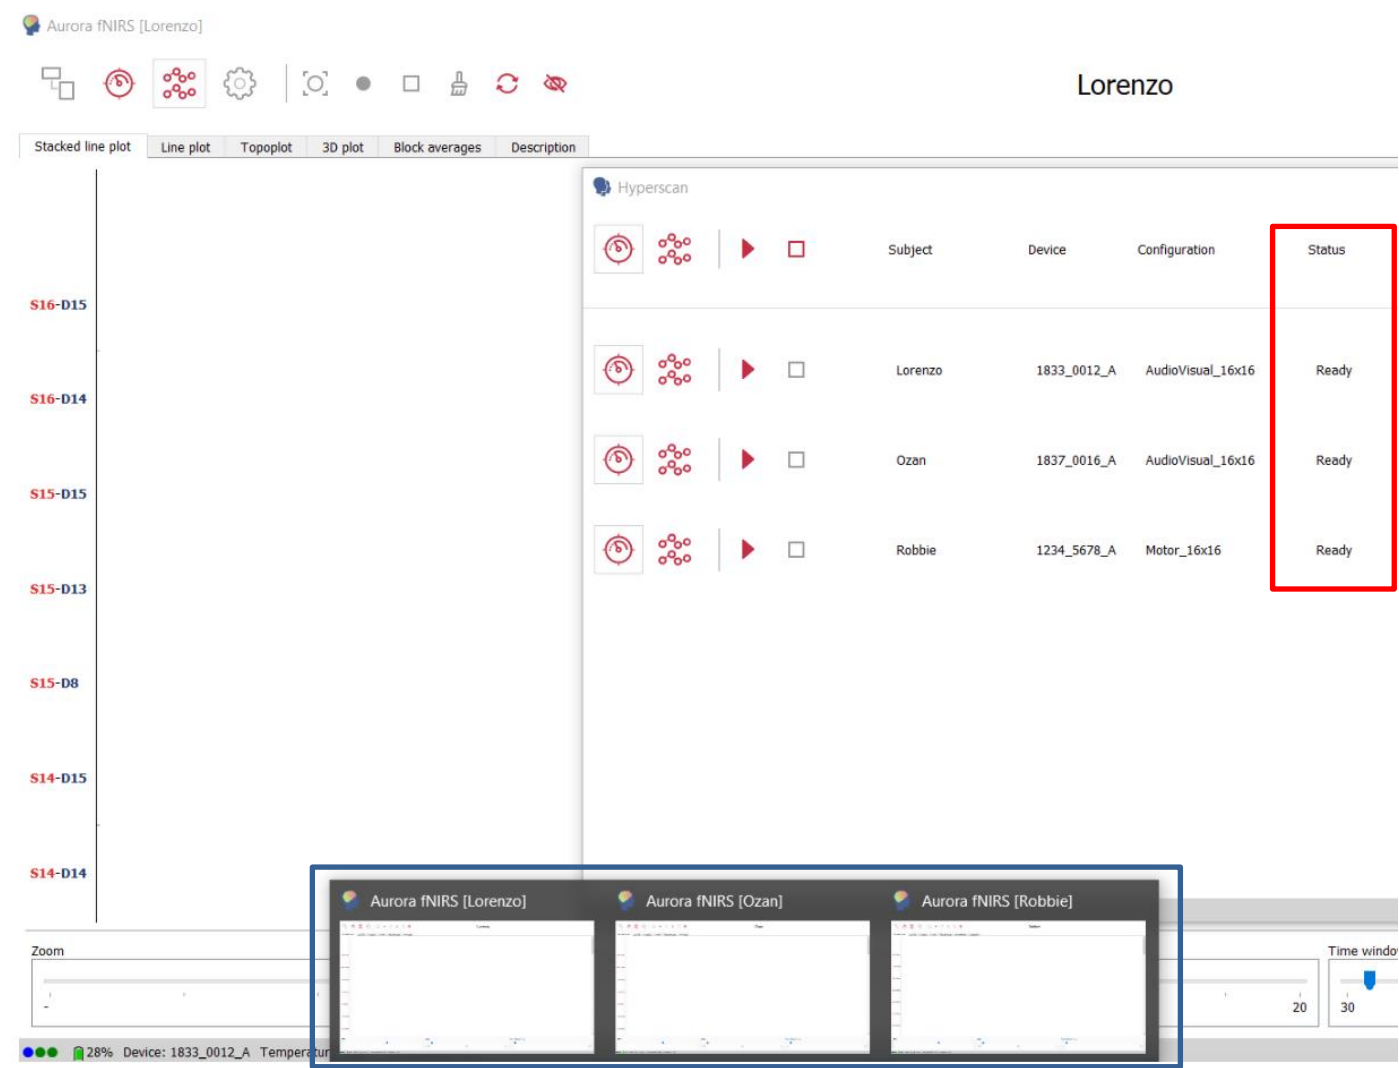 Aurora fNIRS [Lorenzo]
Lorenzo
Stacked line plot Line plot Topoplot 3D plot Block averages Description
Hyperscan
Subject Device Configuration Status
S16-D15
Lorenzo 1833_0012_A AudioVisual_16x16 Ready
S16-D14
Ozan 1837_0016_A AudioVisual_16x16 Ready
S15-D15
Robbie 1234_5678_A Motor_16x16 Ready
S15-D13
S15-D8
S14-D15
S14-D14
Aurora fNIRS [Lorenzo] Aurora fNIRS [Ozan] Aurora fNIRS [Robbie]
Zoom Time windo
- 20 30
28% Device: 1833_0012_A Temperatur